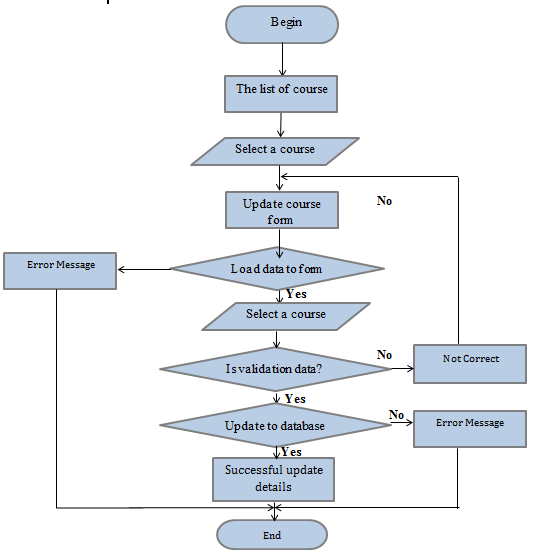 Begin
The list of course
Select a course
Update course
form
No
Load data to form
Error Message
Yes
Select a course
Is validation data?
No
Not Correct
Yes
Update to database
No
Error Message
Yes
Successful update
details
End